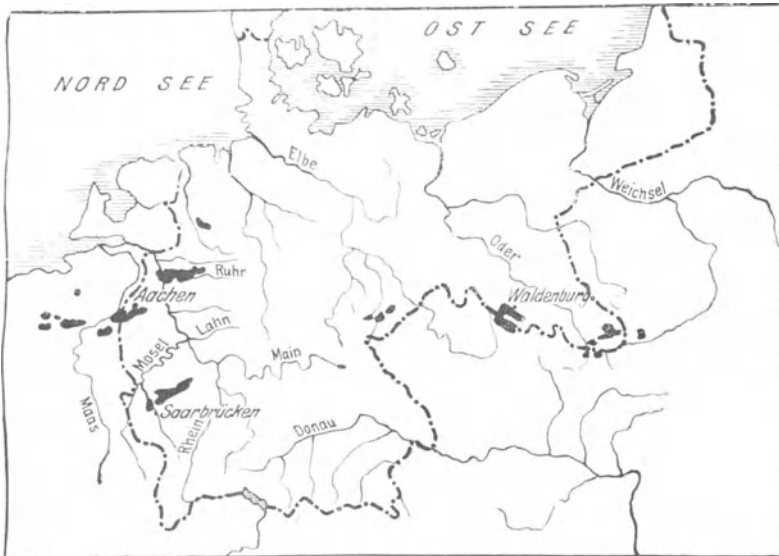 NORD SEE
OST SEE
Elbe
Weichsel
Oder
Ruhr
Aachen
Waldenburg
Lahn
Mosel
Main
Saarbrücken
Maas
Rhein
Donau